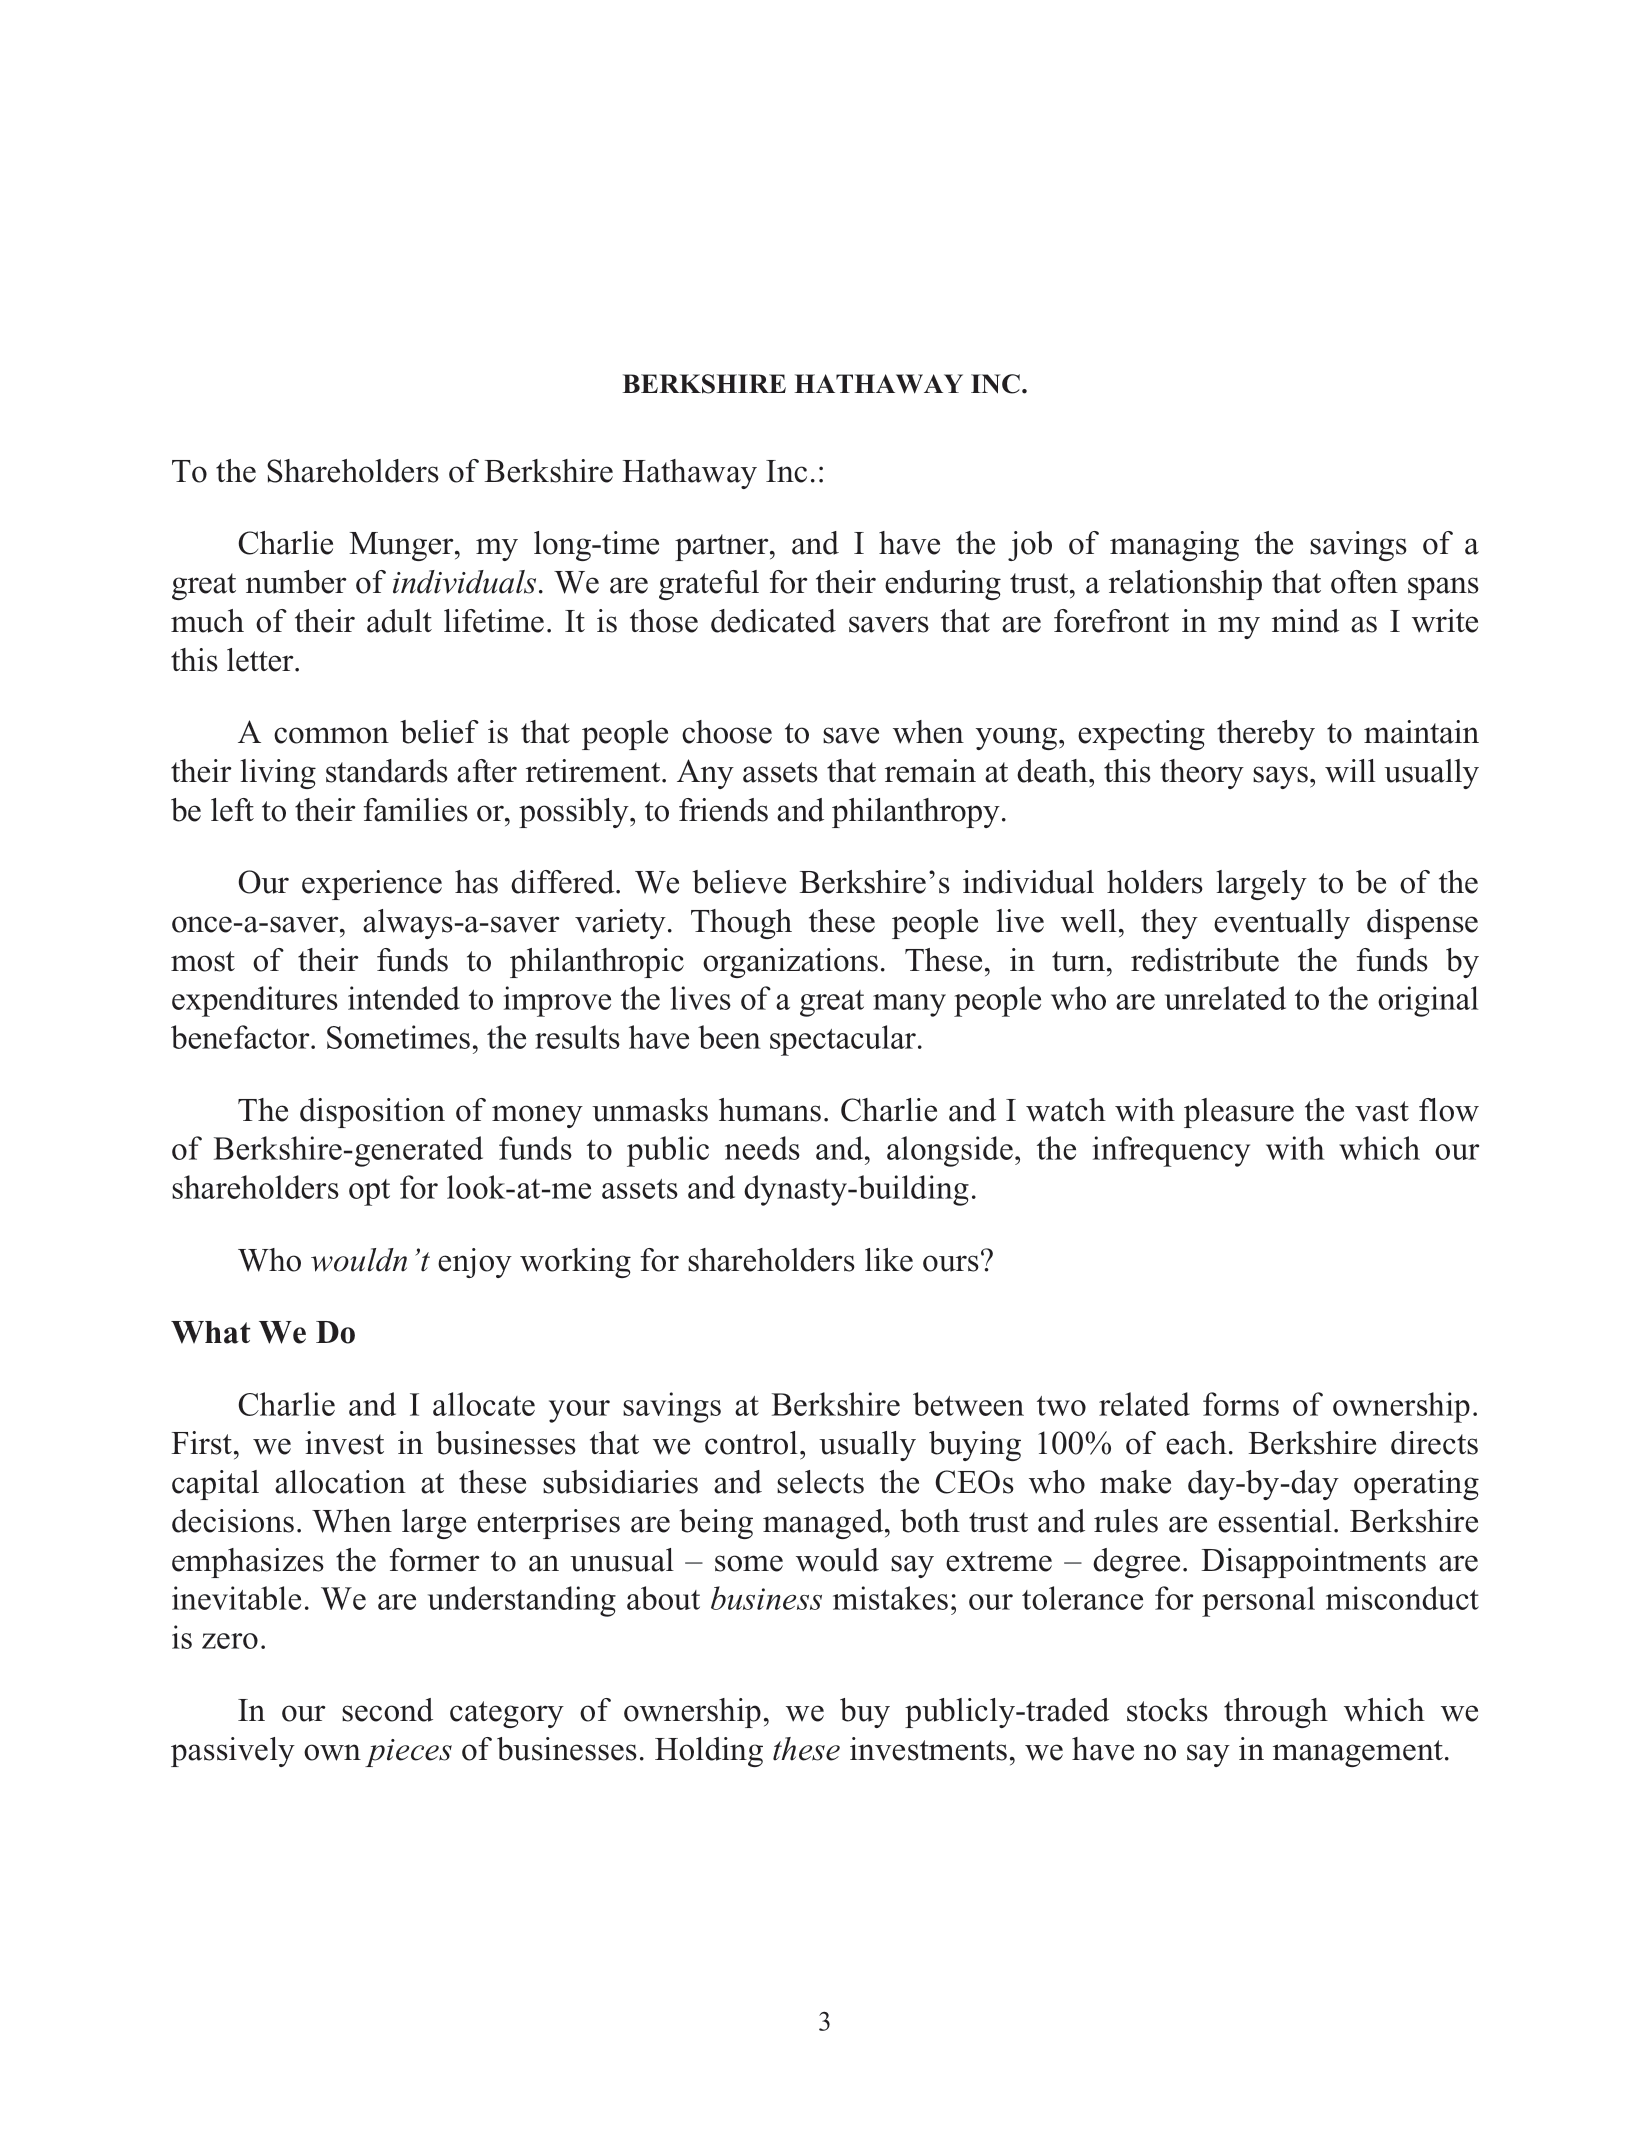 BERKSHIRE HATHAWAY INC.
To the Shareholders of Berkshire Hathaway Inc.:
Charlie Munger, my long-time partner, and I have the job of managing the savings of a
great number of individuals. We are grateful for their enduring trust, a relationship that often spans
much of their adult lifetime. It is those dedicated savers that are forefront in my mind as I write
this letter.
A common belief is that people choose to save when young, expecting thereby to maintain
their living standards after retirement. Any assets that remain at death, this theory says, will usually
be left to their families or, possibly, to friends and philanthropy.
Our experience has differed. We believe Berkshire’s individual holders largely to be of the
once-a-saver, always-a-saver variety. Though these people live well, they eventually dispense
most of their funds to philanthropic organizations. These, in turn, redistribute the funds by
expenditures intended to improve the lives of a great many people who are unrelated to the original
benefactor. Sometimes, the results have been spectacular.
The disposition of money unmasks humans. Charlie and I watch with pleasure the vast flow
of Berkshire-generated funds to public needs and, alongside, the infrequency with which our
shareholders opt for look-at-me assets and dynasty-building.
Who wouldn’t enjoy working for shareholders like ours?
What We Do
Charlie and I allocate your savings at Berkshire between two related forms of ownership.
First, we invest in businesses that we control, usually buying 100% of each. Berkshire directs
capital allocation at these subsidiaries and selects the CEOs who make day-by-day operating
decisions. When large enterprises are being managed, both trust and rules are essential. Berkshire
emphasizes the former to an unusual – some would say extreme – degree. Disappointments are
inevitable. We are understanding about business mistakes; our tolerance for personal misconduct
is zero.
In our second category of ownership, we buy publicly-traded stocks through which we
passively own pieces of businesses. Holding these investments, we have no say in management.
3